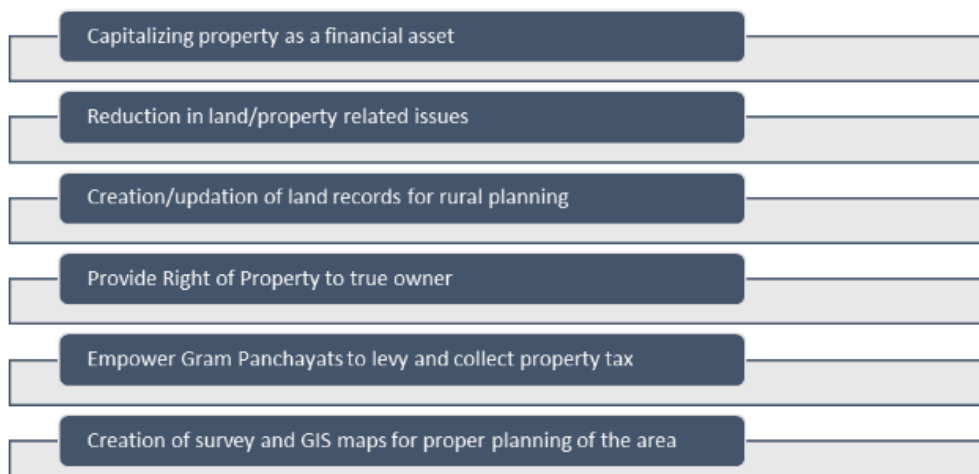 Capitalizing property as a financial asset
Reduction in land/property related issues
Creation/updation of land records for rural planning
Provide Right of Property to true owner
Empower Gram Panchayats to levy and collect property tax
Creation of survey and GIS maps for proper planning of the area